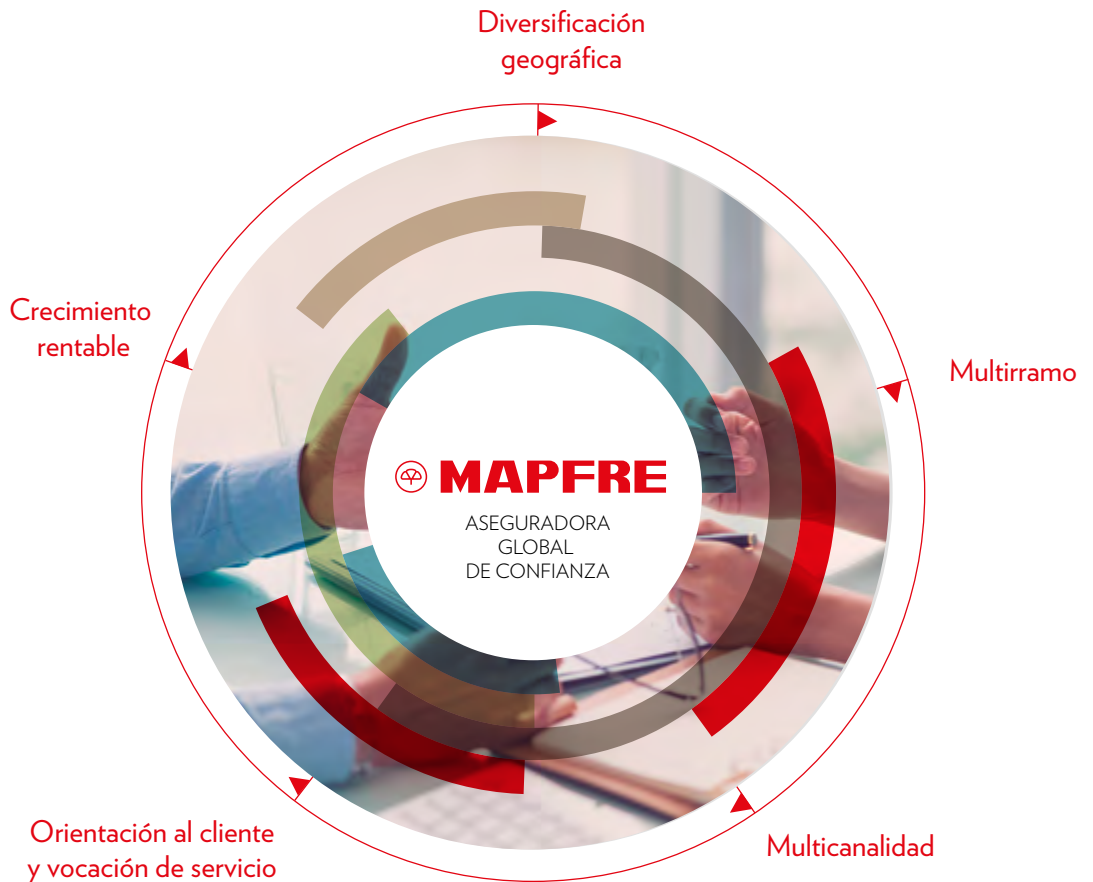 Diversificación
geográfica
Crecimiento
rentable
Multirramo
MAPFRE
ASEGURADORA
GLOBAL
DE CONFIANZA
Orientación al cliente
y vocación de servicio
Multicanalidad